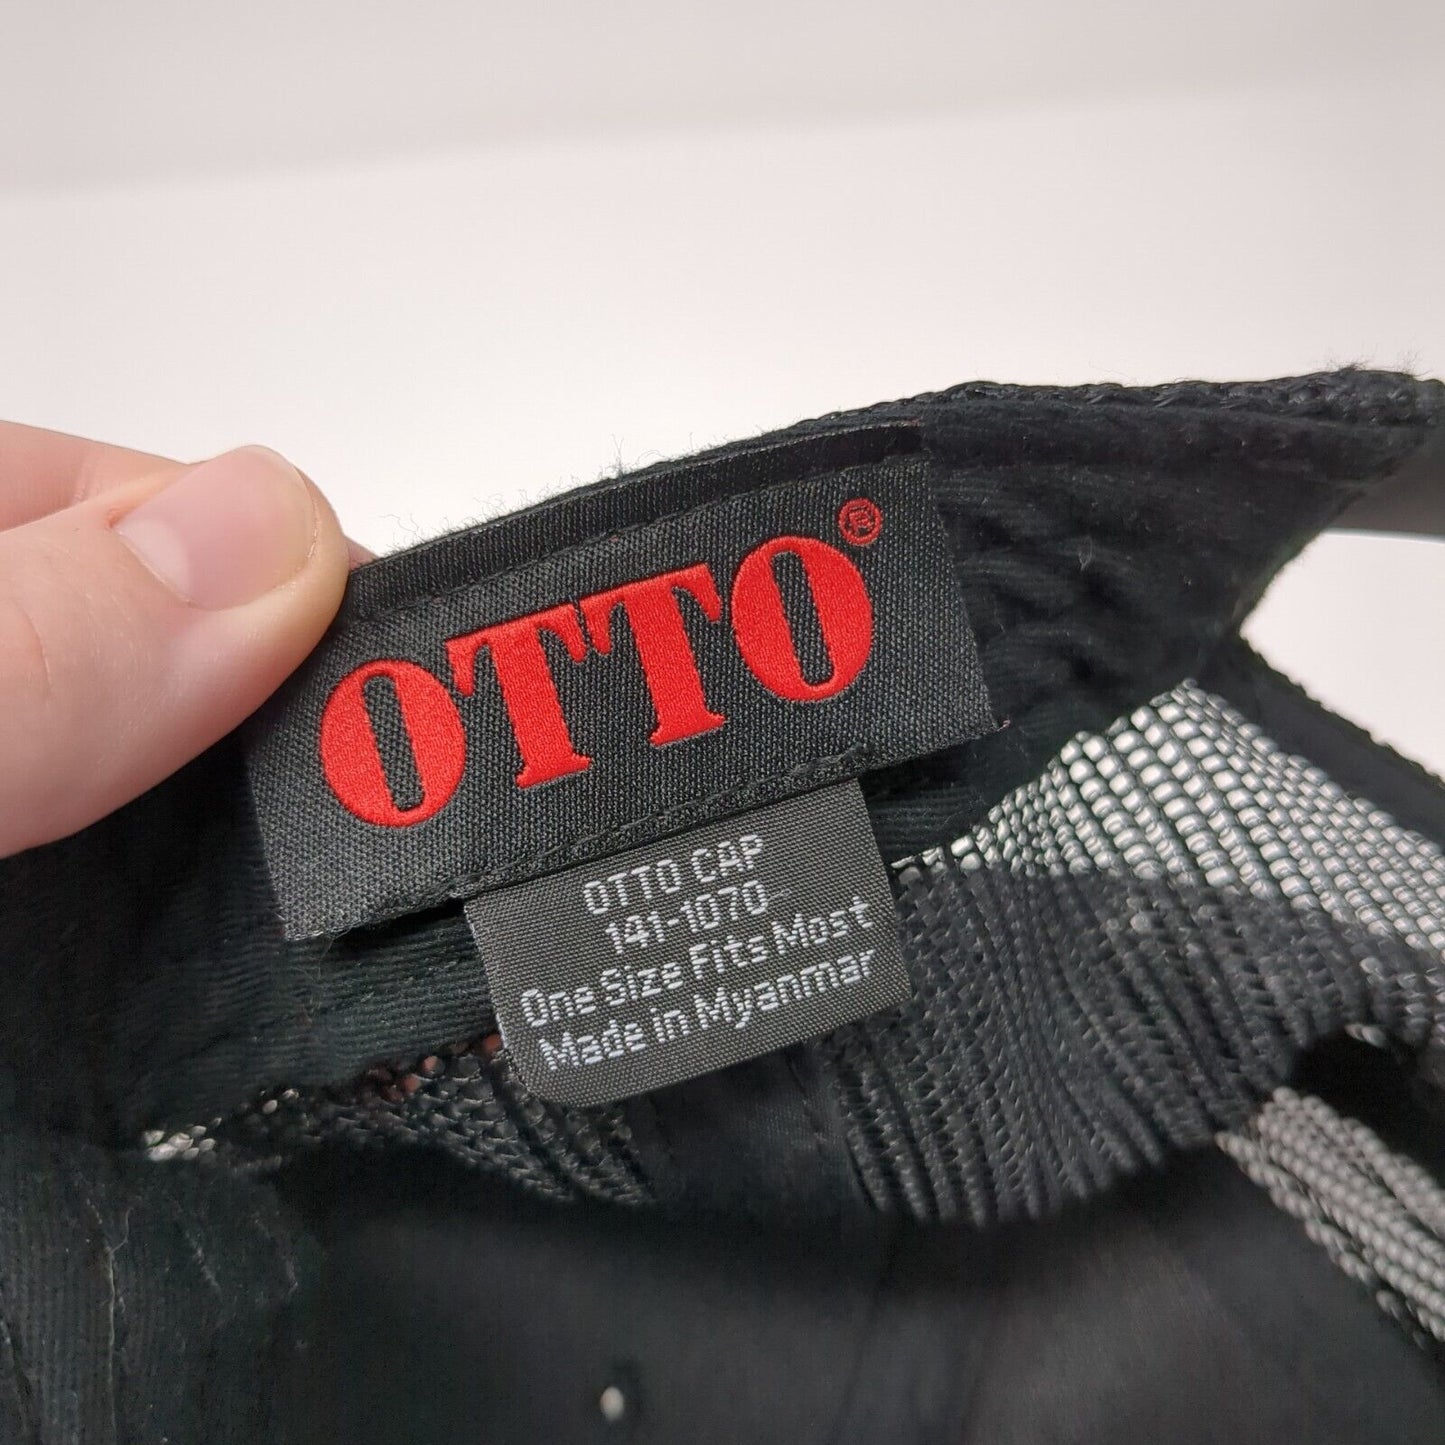 OTTO®
OTTO CAP
141-1070
One Size Fits Most
Made In Myanmar